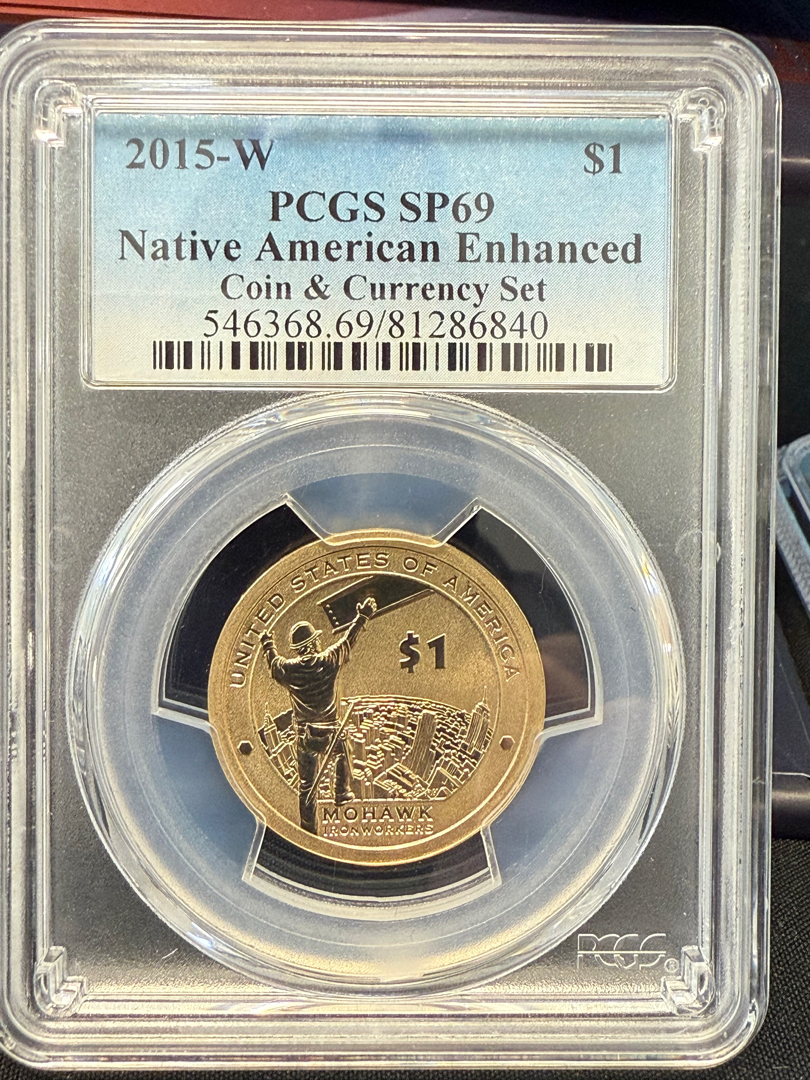 2015-W $1
PCGS SP69
Native American Enhanced
Coin & Currency Set
546368.69/81286840
UNITED STATES OF AMERICA
$1
MOHAWK
IRONWORKERS
PCGS®